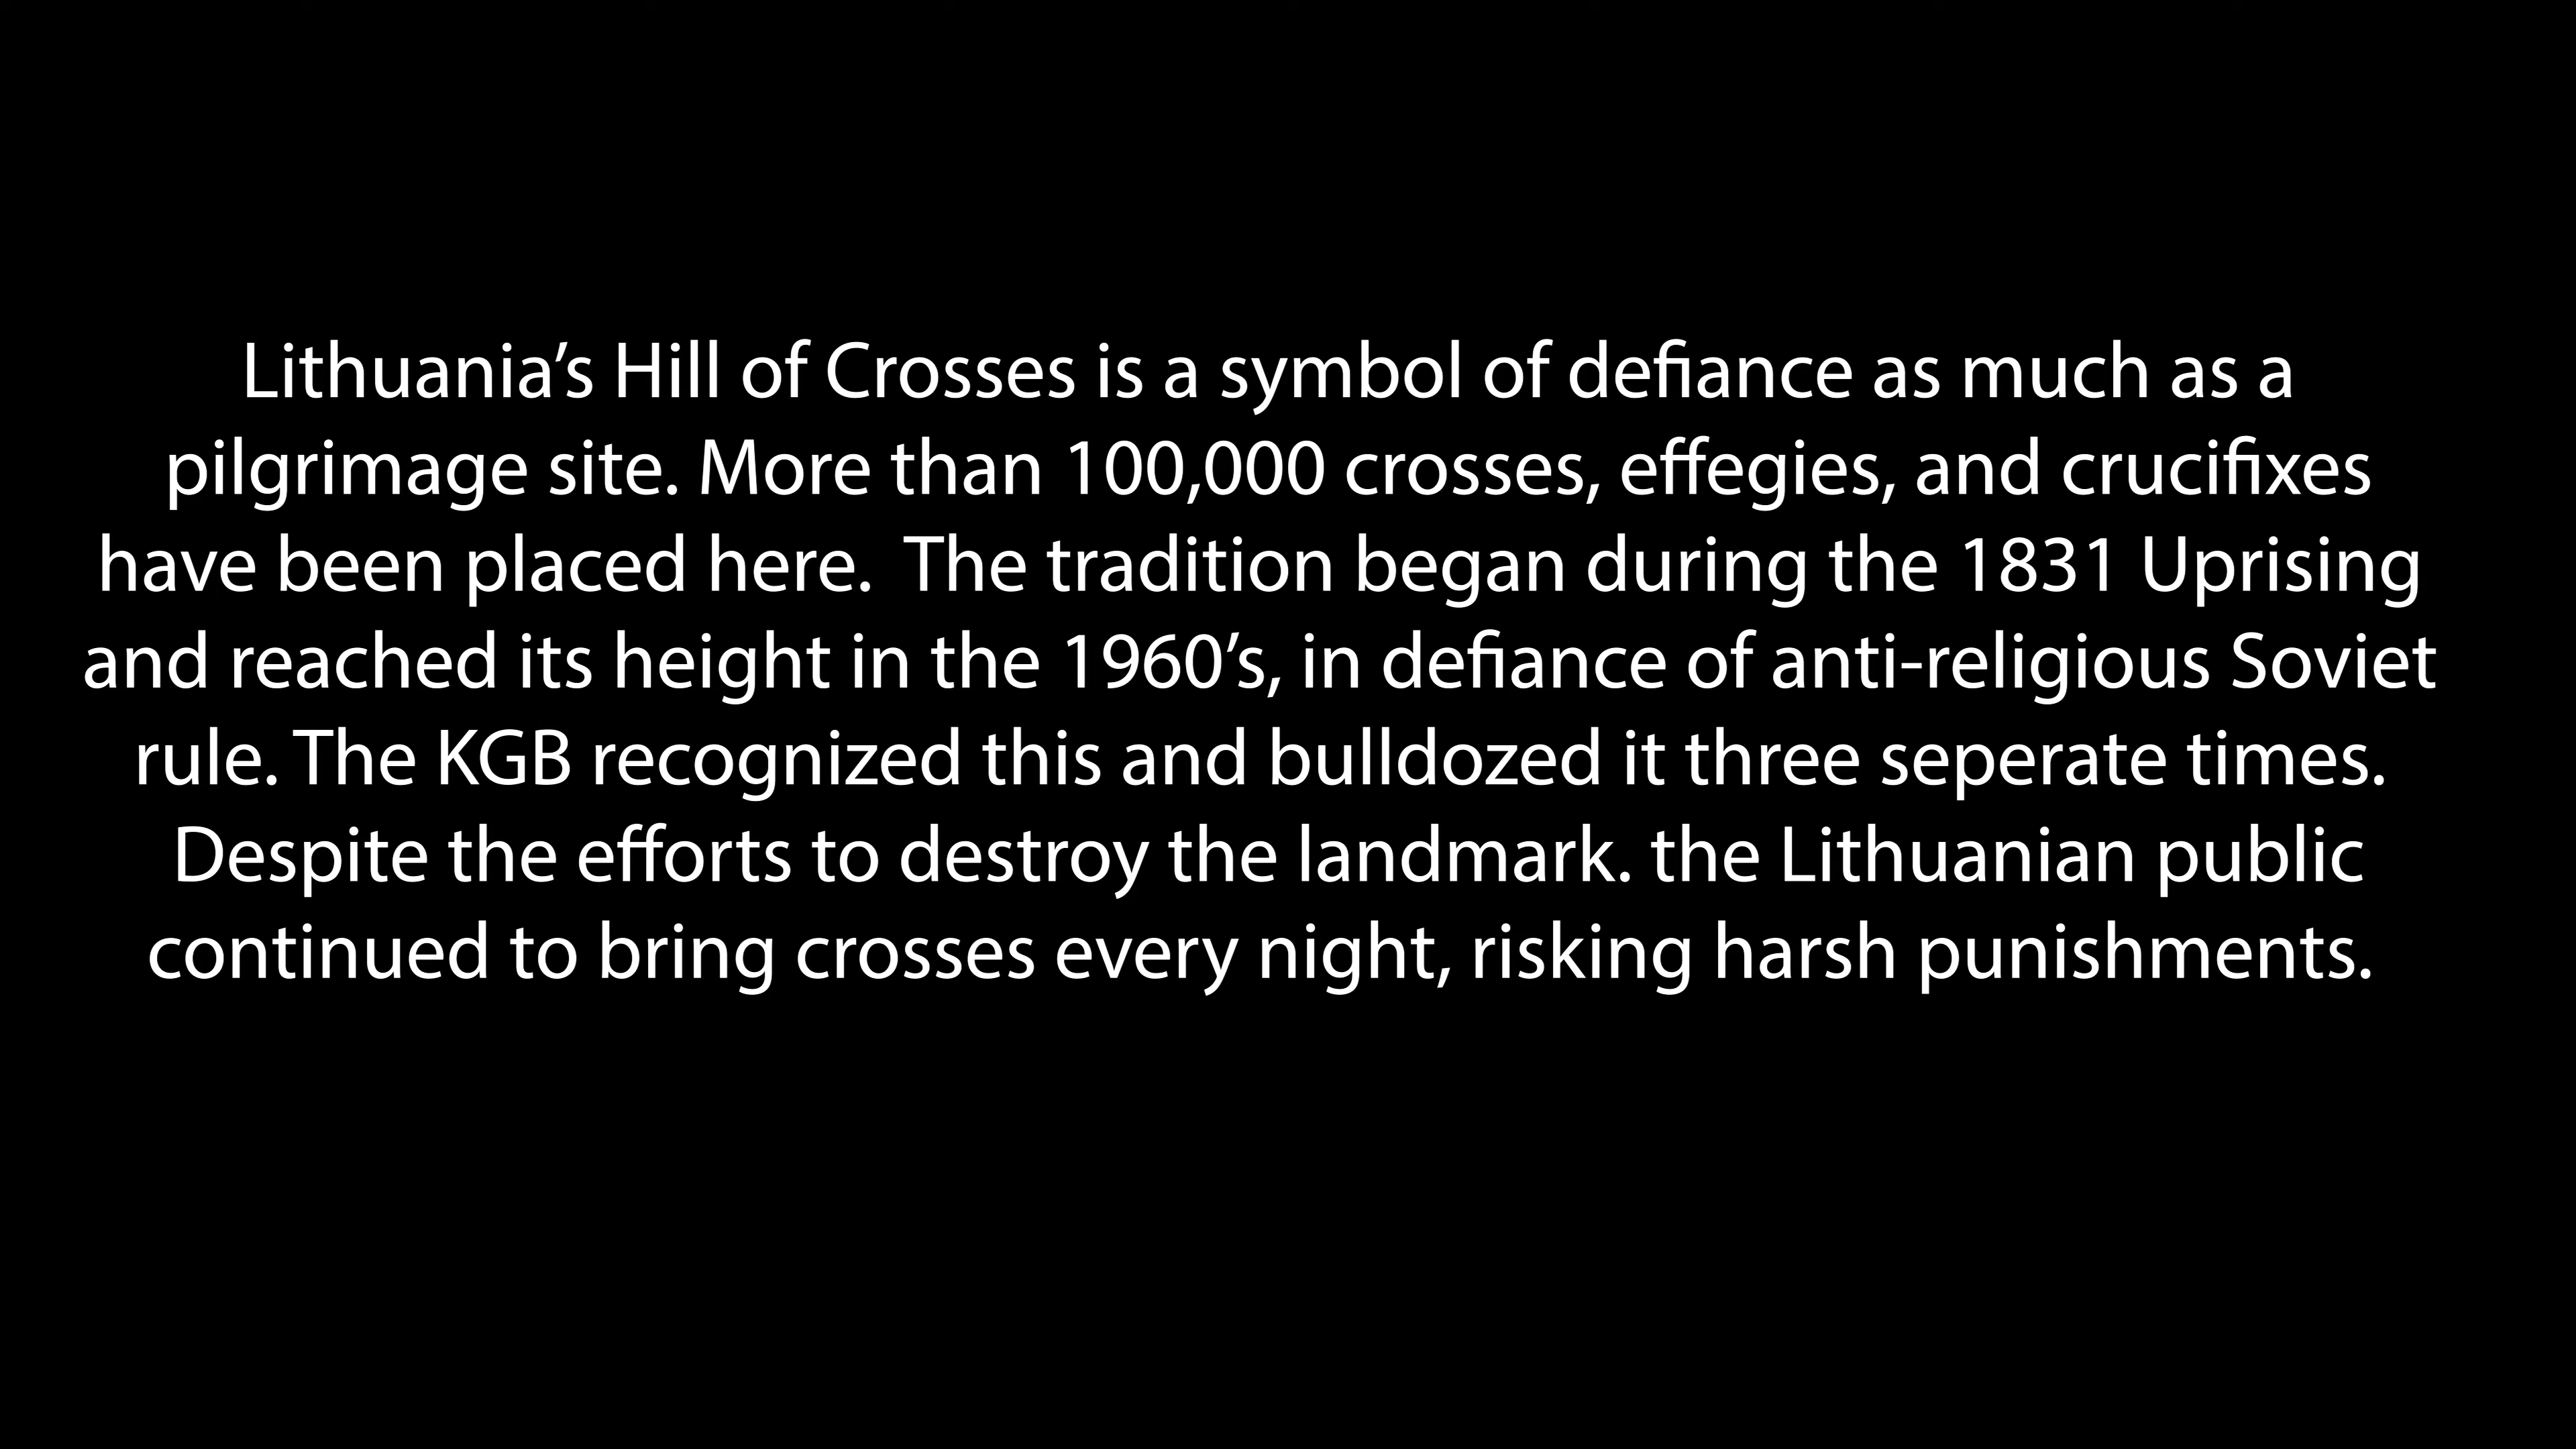 Lithuania’s Hill of Crosses is a symbol of defiance as much as a
pilgrimage site. More than 100,000 crosses, effegies, and crucifixes
have been placed here.  The tradition began during the 1831 Uprising
and reached its height in the 1960’s, in defiance of anti-religious Soviet
rule. The KGB recognized this and bulldozed it three seperate times.
Despite the efforts to destroy the landmark. the Lithuanian public
continued to bring crosses every night, risking harsh punishments.